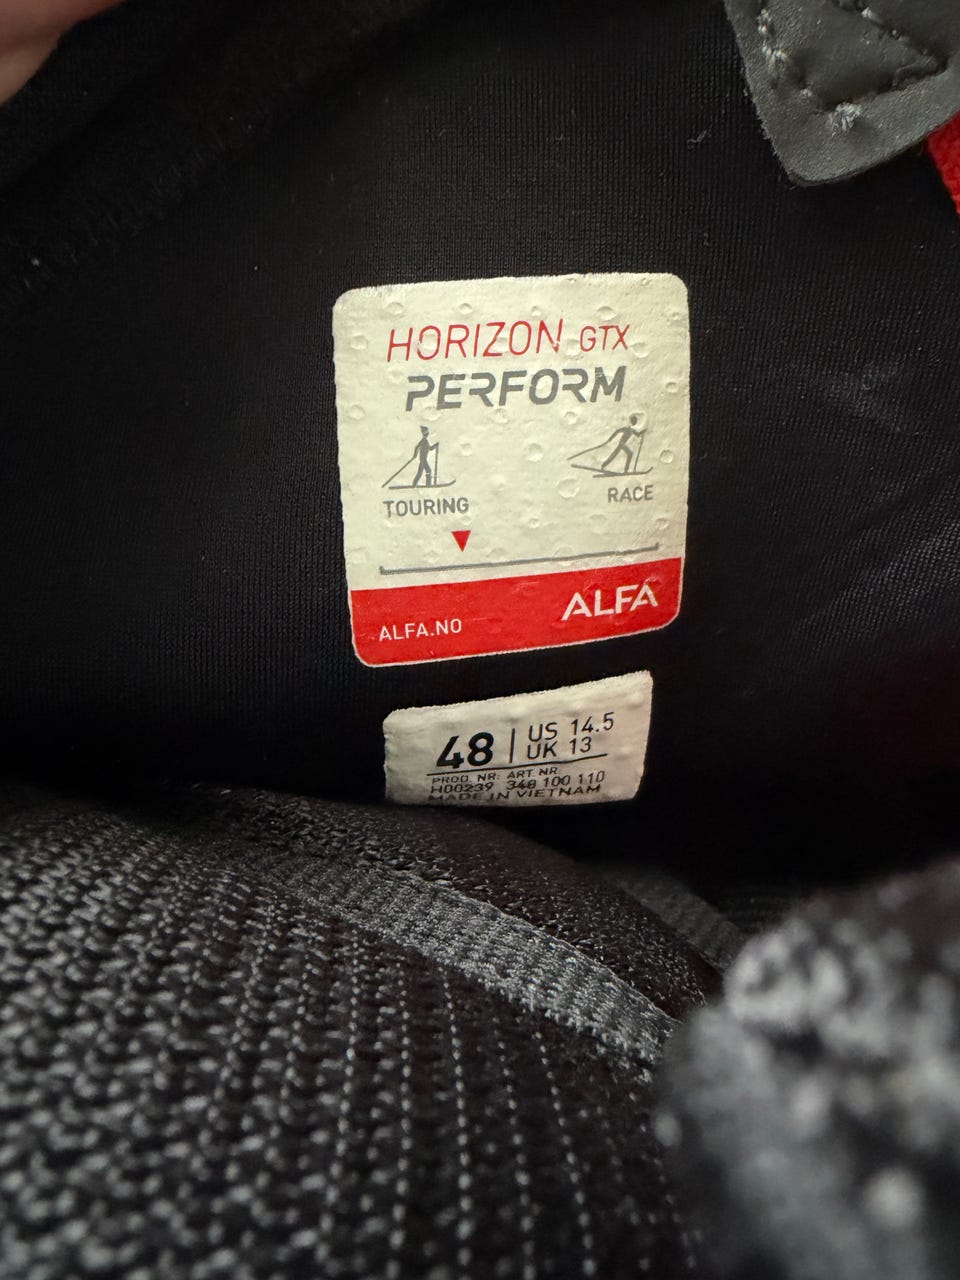 HORIZON GTX
PERFORM
TOURING RACE
ALFA.NO ALFA
48 | US 14.5
UK 13
PROD. NR: ART. NR.
H00239 348 100 110
MADE IN VIETNAM